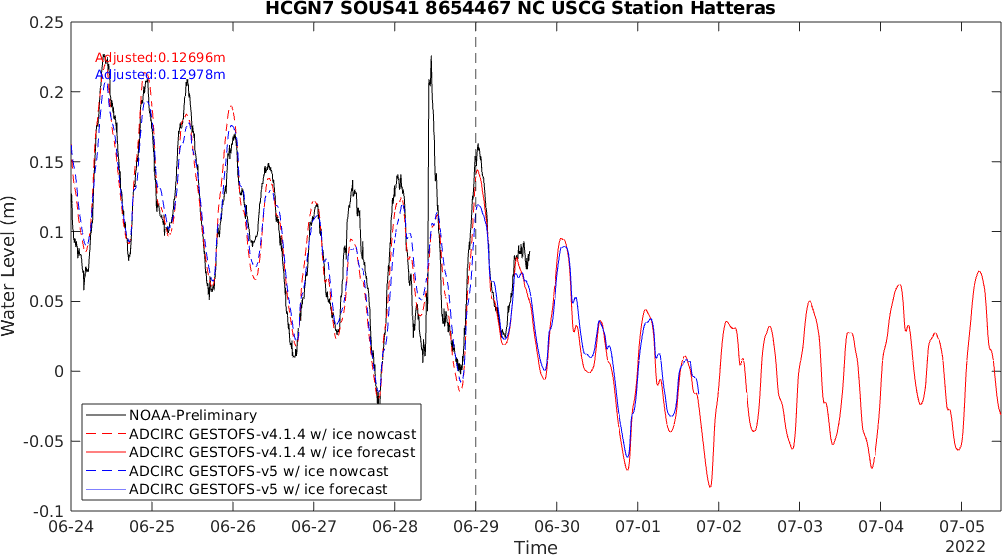 HCGN7 SOUS41 8654467 NC USCG Station Hatteras
Adjusted:0.12696m
Adjusted:0.12978m
0.25
0.2
0.15
0.1
0.05
0
-0.05
-0.1
Water Level (m)
NOAA-Preliminary
ADCIRC GESTOFS-v4.1.4 w/ ice nowcast
ADCIRC GESTOFS-v4.1.4 w/ ice forecast
ADCIRC GESTOFS-v5 w/ ice nowcast
ADCIRC GESTOFS-v5 w/ ice forecast
06-24 06-25 06-26 06-27 06-28 06-29 06-30 07-01 07-02 07-03 07-04 07-05
Time
2022